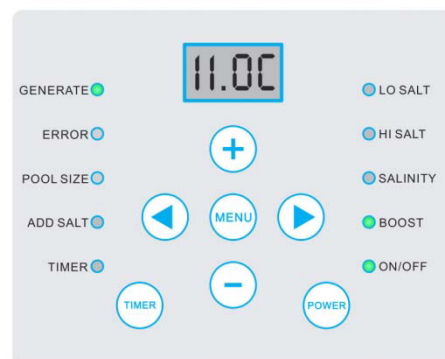 11.0C
GENERATE
ERROR
POOL SIZE
ADD SALT
TIMER
+
MENU
−
TIMER
POWER
LO SALT
HI SALT
SALINITY
BOOST
ON/OFF